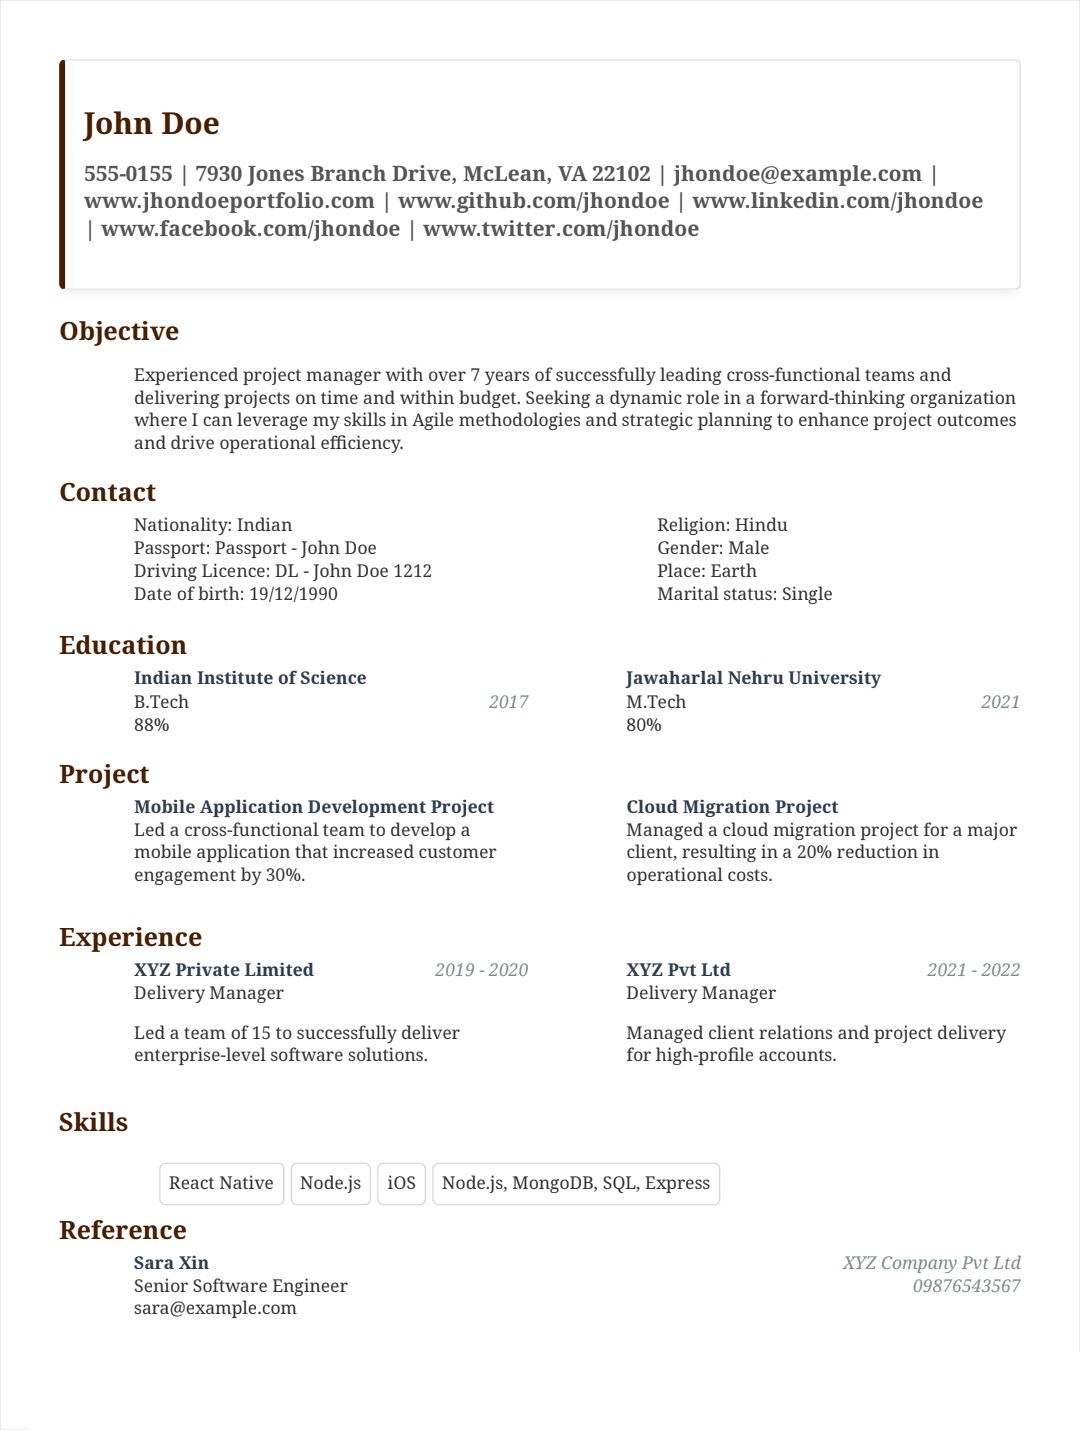 John Doe
555-0155 | 7930 Jones Branch Drive, McLean, VA 22102 | jhondoe@example.com |
www.jhondoeportfolio.com | www.github.com/jhondoe | www.linkedin.com/jhondoe
| www.facebook.com/jhondoe | www.twitter.com/jhondoe
Objective
Experienced project manager with over 7 years of successfully leading cross-functional teams and
delivering projects on time and within budget. Seeking a dynamic role in a forward-thinking organization
where I can leverage my skills in Agile methodologies and strategic planning to enhance project outcomes
and drive operational efficiency.
Contact
Nationality: Indian
Passport: Passport - John Doe
Driving Licence: DL - John Doe 1212
Date of birth: 19/12/1990
Religion: Hindu
Gender: Male
Place: Earth
Marital status: Single
Education
Indian Institute of Science
B.Tech 2017
88%
Jawaharlal Nehru University
M.Tech 2021
80%
Project
Mobile Application Development Project
Led a cross-functional team to develop a
mobile application that increased customer
engagement by 30%.
Cloud Migration Project
Managed a cloud migration project for a major
client, resulting in a 20% reduction in
operational costs.
Experience
XYZ Private Limited 2019 - 2020
Delivery Manager
Led a team of 15 to successfully deliver
enterprise-level software solutions.
XYZ Pvt Ltd 2021 - 2022
Delivery Manager
Managed client relations and project delivery
for high-profile accounts.
Skills
React Native Node.js iOS Node.js, MongoDB, SQL, Express
Reference
Sara Xin XYZ Company Pvt Ltd
Senior Software Engineer 09876543567
sara@example.com